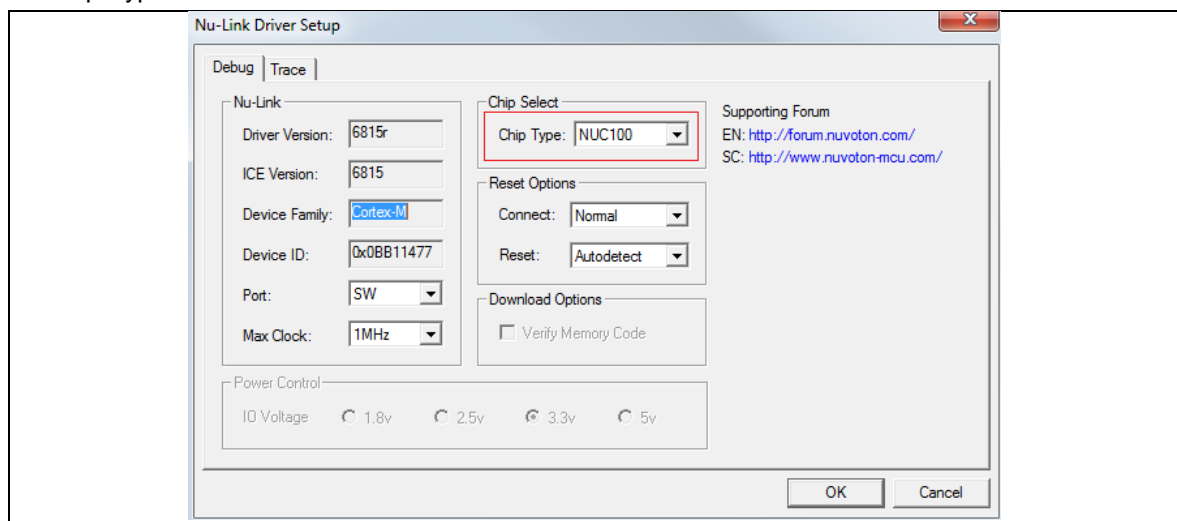 Nu-Link Driver Setup
Debug Trace
Nu-Link
Driver Version: 6815r
ICE Version: 6815
Device Family: Cortex-M
Device ID: 0x0BB11477
Port: SW
Max Clock: 1MHz
Chip Select
Chip Type: NUC100
Reset Options
Connect: Normal
Reset: Autodetect
Download Options
Verify Memory Code
Supporting Forum
EN: http://forum.nuvoton.com/
SC: http://www.nuvoton-mcu.com/
Power Control
IO Voltage 1.8v 2.5v 3.3v 5v
OK Cancel